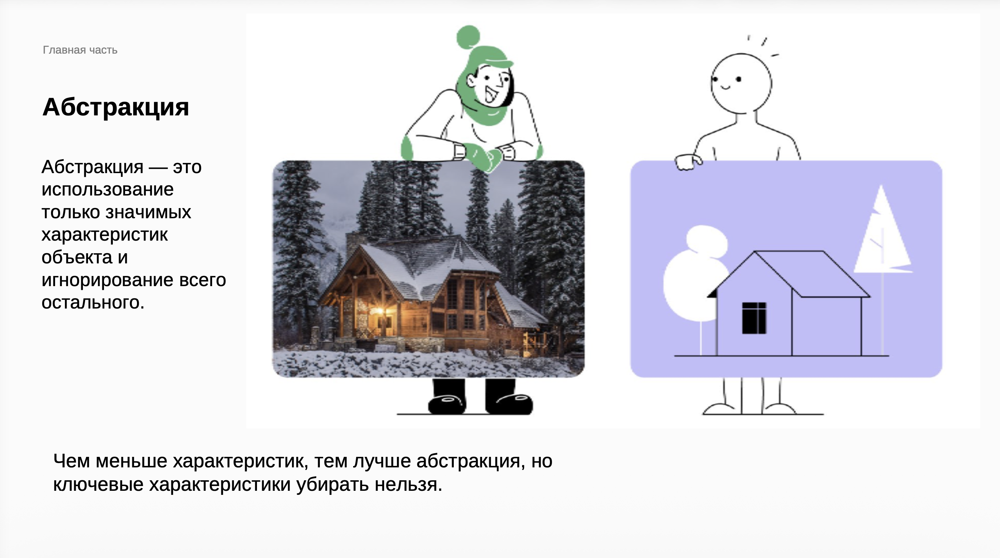 Главная часть
Абстракция
Абстракция — это
использование
только значимых
характеристик
объекта и
игнорирование всего
остального.
Чем меньше характеристик, тем лучше абстракция, но
ключевые характеристики убирать нельзя.